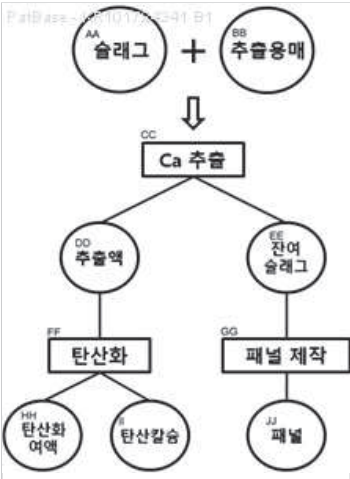 AA
슬래그
+
BB
추출용매
CC
Ca 추출
DD
추출액
EE
잔여
슬래그
FF
탄산화
GG
패널 제작
HH
탄산화
여액
II
탄산칼슘
JJ
패널